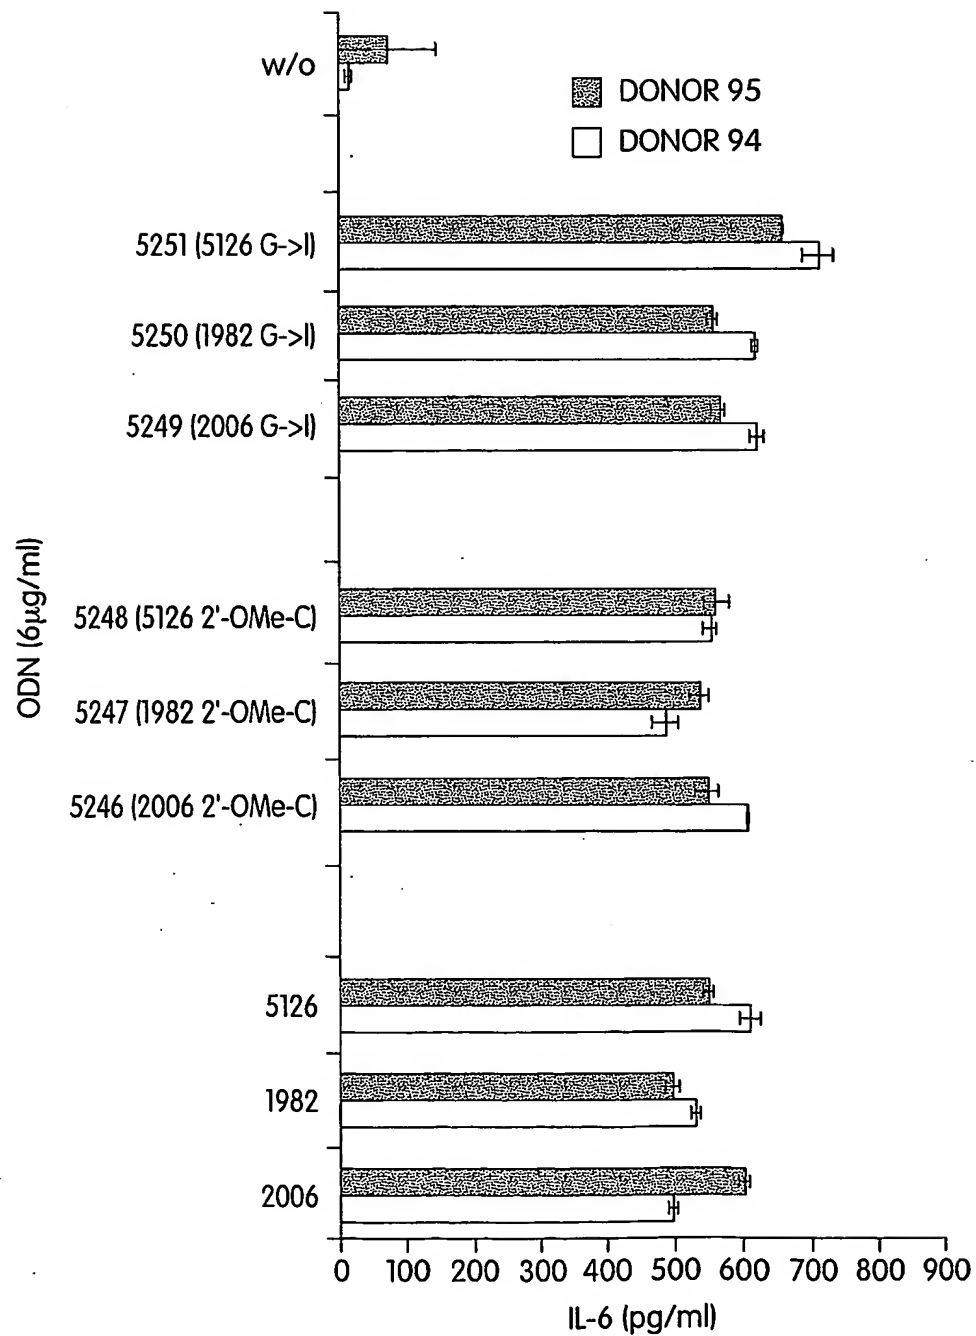 w/o
DONOR 95
DONOR 94
5251 (5126 G->I)
5250 (1982 G->I)
5249 (2006 G->I)
ODN (6µg/ml)
5248 (5126 2'-OMe-C)
5247 (1982 2'-OMe-C)
5246 (2006 2'-OMe-C)
5126
1982
2006
0 100 200 300 400 500 600 700 800 900
IL-6 (pg/ml)